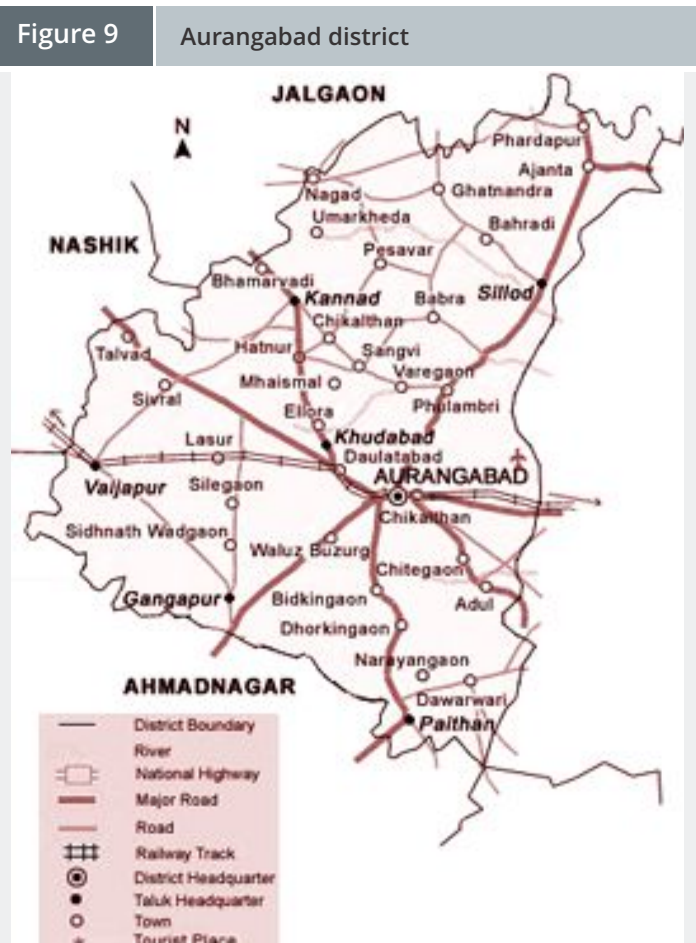 Figure 9
Aurangabad district
JALGAON
N
Phardapur
Ajanta
Nagad
Ghatnandra
Umarkheda
Bahradi
NASHIK
Pesavar
Bhamarvadi
Kannad
Babra
Sillod
Chikalthan
Talvad
Hatnur
Sangvi
Varegaon
Mhaismal
Sivral
Phulambri
Ellora
Khudabad
Lasur
Daulatabad
AURANGABAD
Vaijapur
Silegaon
Chikalthan
Sidhnath Wadgaon
Waluz Buzurg
Chitegaon
Gangapur
Bidkingaon
Adul
Dhorkingaon
Narayangaon
AHMADNAGAR
Dawarwari
Paithan
District Boundary
River
National Highway
Major Road
Road
Railway Track
District Headquarter
Taluk Headquarter
Town
Tourist Place